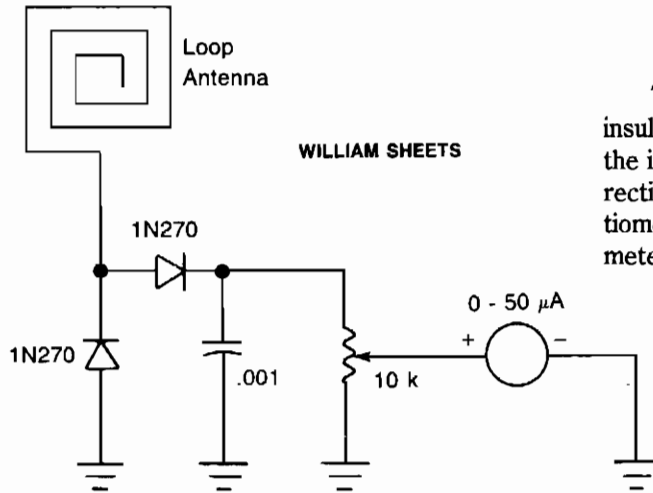 Loop
Antenna
WILLIAM SHEETS
insul
the i
recti
tiom
mete
1N270
0 - 50 μA
+
−
1N270
.001
10 k